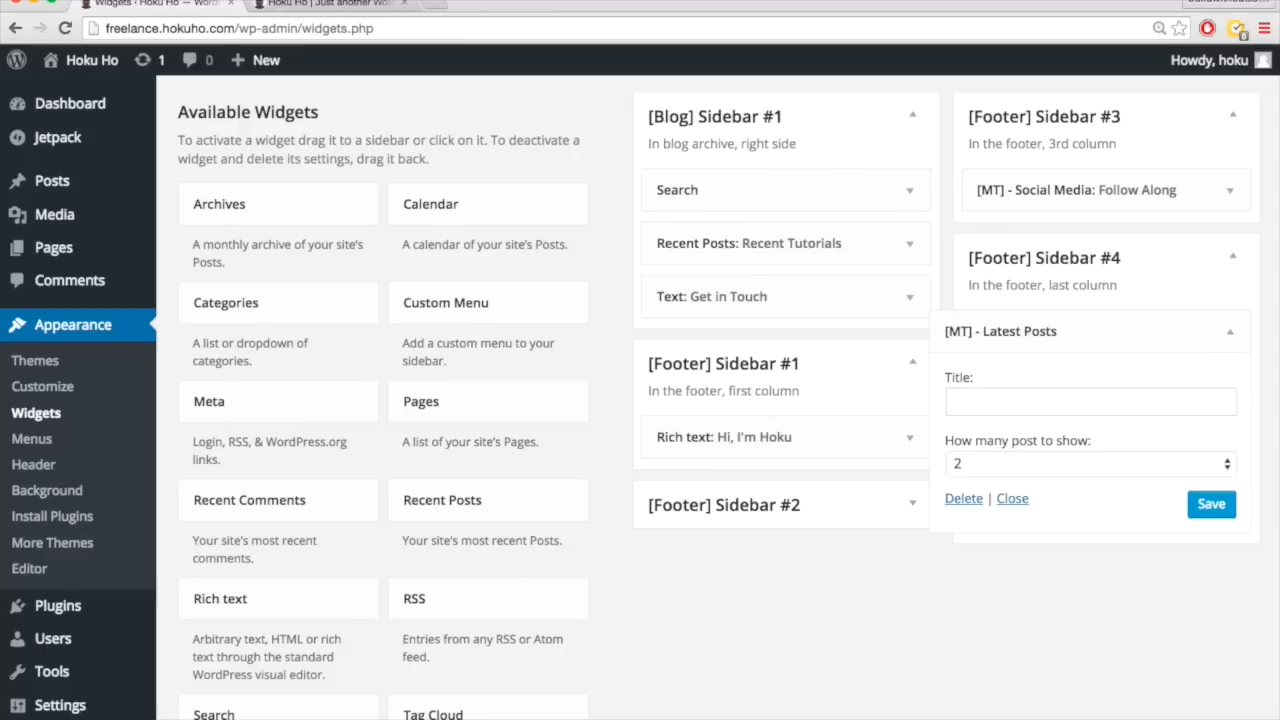 Widgets ‹ Hoku Ho — Word
Hoku Ho | Just another Wor
freelance.hokuho.com/wp-admin/widgets.php
Hoku Ho
1
0
New
Howdy, hoku
Dashboard
Jetpack
Posts
Media
Pages
Comments
Appearance
Themes
Customize
Widgets
Menus
Header
Background
Install Plugins
More Themes
Editor
Plugins
Users
Tools
Settings
Available Widgets
To activate a widget drag it to a sidebar or click on it. To deactivate a
widget and delete its settings, drag it back.
Archives
A monthly archive of your site's
Posts.
Calendar
A calendar of your site's Posts.
Categories
A list or dropdown of
categories.
Custom Menu
Add a custom menu to your
sidebar.
Meta
Login, RSS, & WordPress.org
links.
Pages
A list of your site's Pages.
Recent Comments
Your site's most recent
comments.
Recent Posts
Your site's most recent Posts.
Rich text
Arbitrary text, HTML or rich
text through the standard
WordPress visual editor.
RSS
Entries from any RSS or Atom
feed.
Search
Tag Cloud
[Blog] Sidebar #1
In blog archive, right side
Search
Recent Posts: Recent Tutorials
Text: Get in Touch
[Footer] Sidebar #1
In the footer, first column
Rich text: Hi, I'm Hoku
[Footer] Sidebar #2
[Footer] Sidebar #3
In the footer, 3rd column
[MT] - Social Media: Follow Along
[Footer] Sidebar #4
In the footer, last column
[MT] - Latest Posts
Title:
How many post to show:
2
Delete | Close
Save